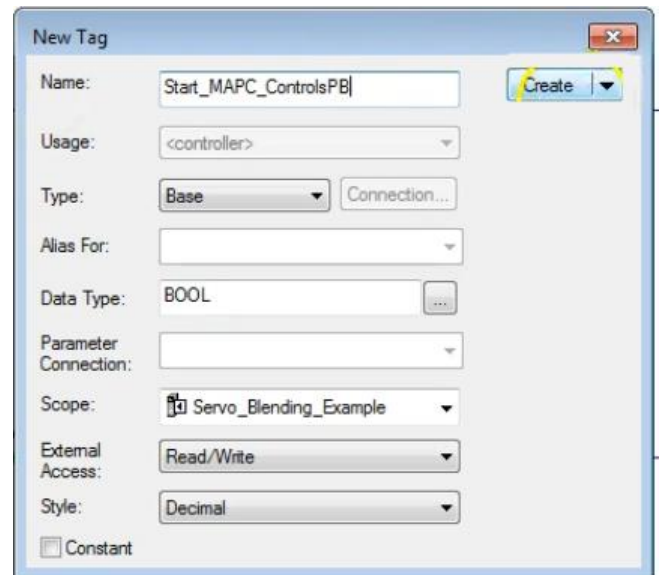 New Tag
Name: Start_MAPC_ControlsPB Create
Usage: <controller>
Type: Base Connection...
Alias For:
Data Type: BOOL ...
Parameter
Connection:
Scope: Servo_Blending_Example
External
Access: Read/Write
Style: Decimal
Constant